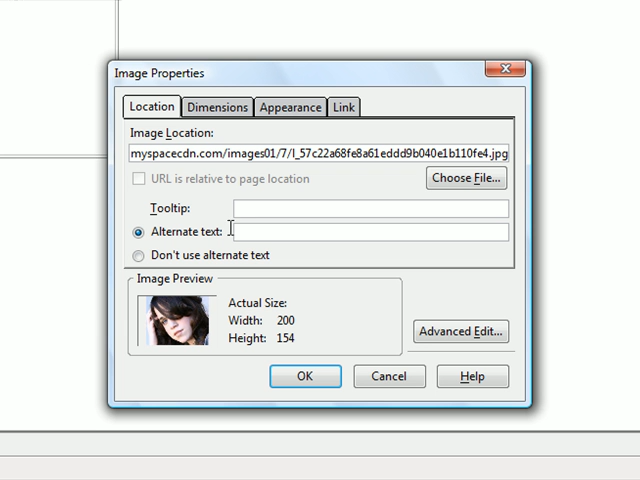 Image Properties
Location
Dimensions
Appearance
Link
Image Location:
myspacecdn.com/images01/7/l_57c22a68fe8a61eddd9b040e1b110fe4.jpg
URL is relative to page location
Choose File...
Tooltip:
Alternate text:
Don't use alternate text
Image Preview
Actual Size:
Width: 200
Height: 154
Advanced Edit...
OK
Cancel
Help